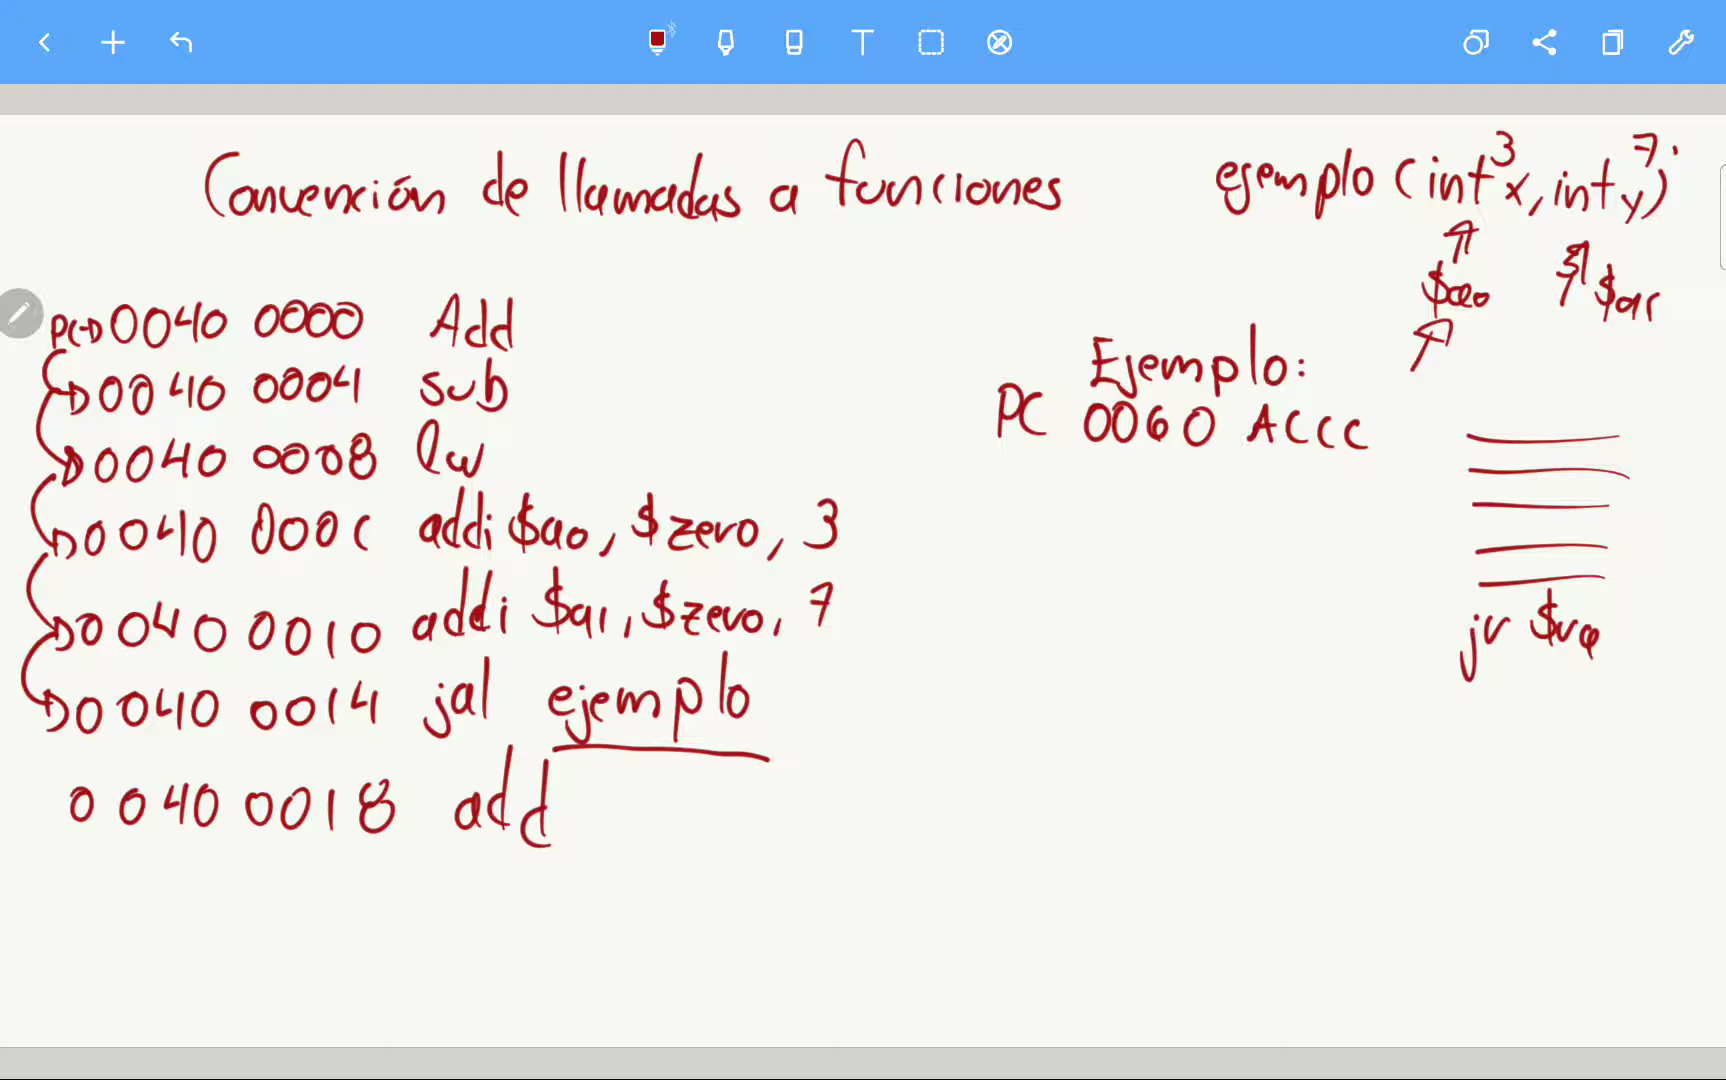 Convención de llamadas a funciones
ejemplo (int x, int y);
3 7
$a0 $a1
PC→ 0040 0000 Add
0040 0004 sub
0040 0008 lw
0040 000C addi $a0, $zero, 3
0040 0010 addi $a1, $zero, 7
0040 0014 jal ejemplo
0040 0018 add
Ejemplo:
PC 0060 ACCC
jr $ra